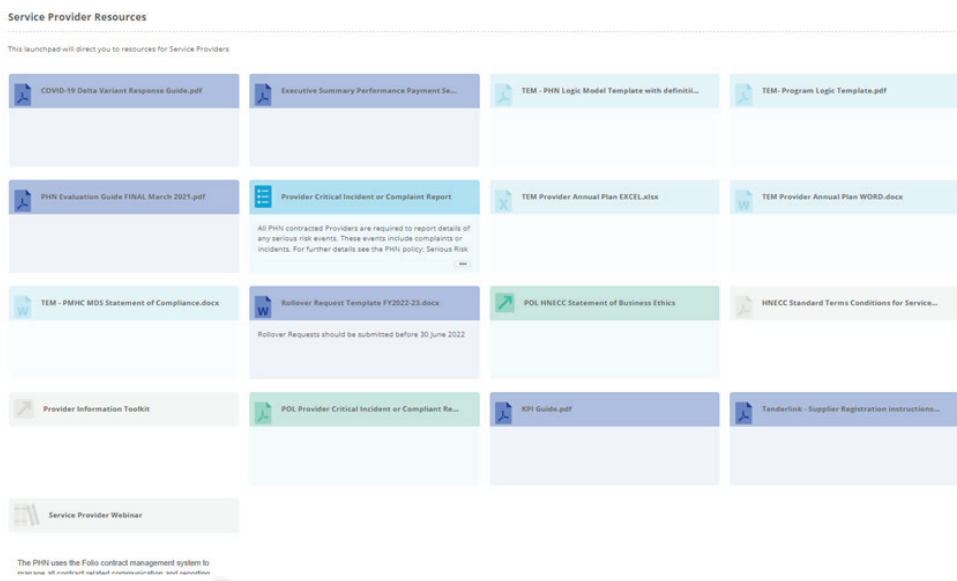 Service Provider Resources
This launchpad will direct you to resources for Service Providers
COVID-19 Delta Variant Response Guide.pdf
Executive Summary Performance Payment Se...
TEM - PHN Logic Model Template with definitii...
TEM- Program Logic Template.pdf
PHN Evaluation Guide FINAL March 2021.pdf
Provider Critical Incident or Complaint Report
All PHN contracted Providers are required to report details of
any serious risk events. These events include complaints or
incidents. For further details see the PHN policy: Serious Risk
TEM Provider Annual Plan EXCEL.xlsx
TEM Provider Annual Plan WORD.docx
TEM - PMHC MDS Statement of Compliance.docx
Rollover Request Template FY2022-23.docx
Rollover Requests should be submitted before 30 June 2022
POL HNECC Statement of Business Ethics
HNECC Standard Terms Conditions for Service...
Provider Information Toolkit
POL Provider Critical Incident or Compliant Re...
KPI Guide.pdf
Tenderlink - Supplier Registration instructions...
Service Provider Webinar
The PHN uses the Folio contract management system to
manage all contract related communication and reporting